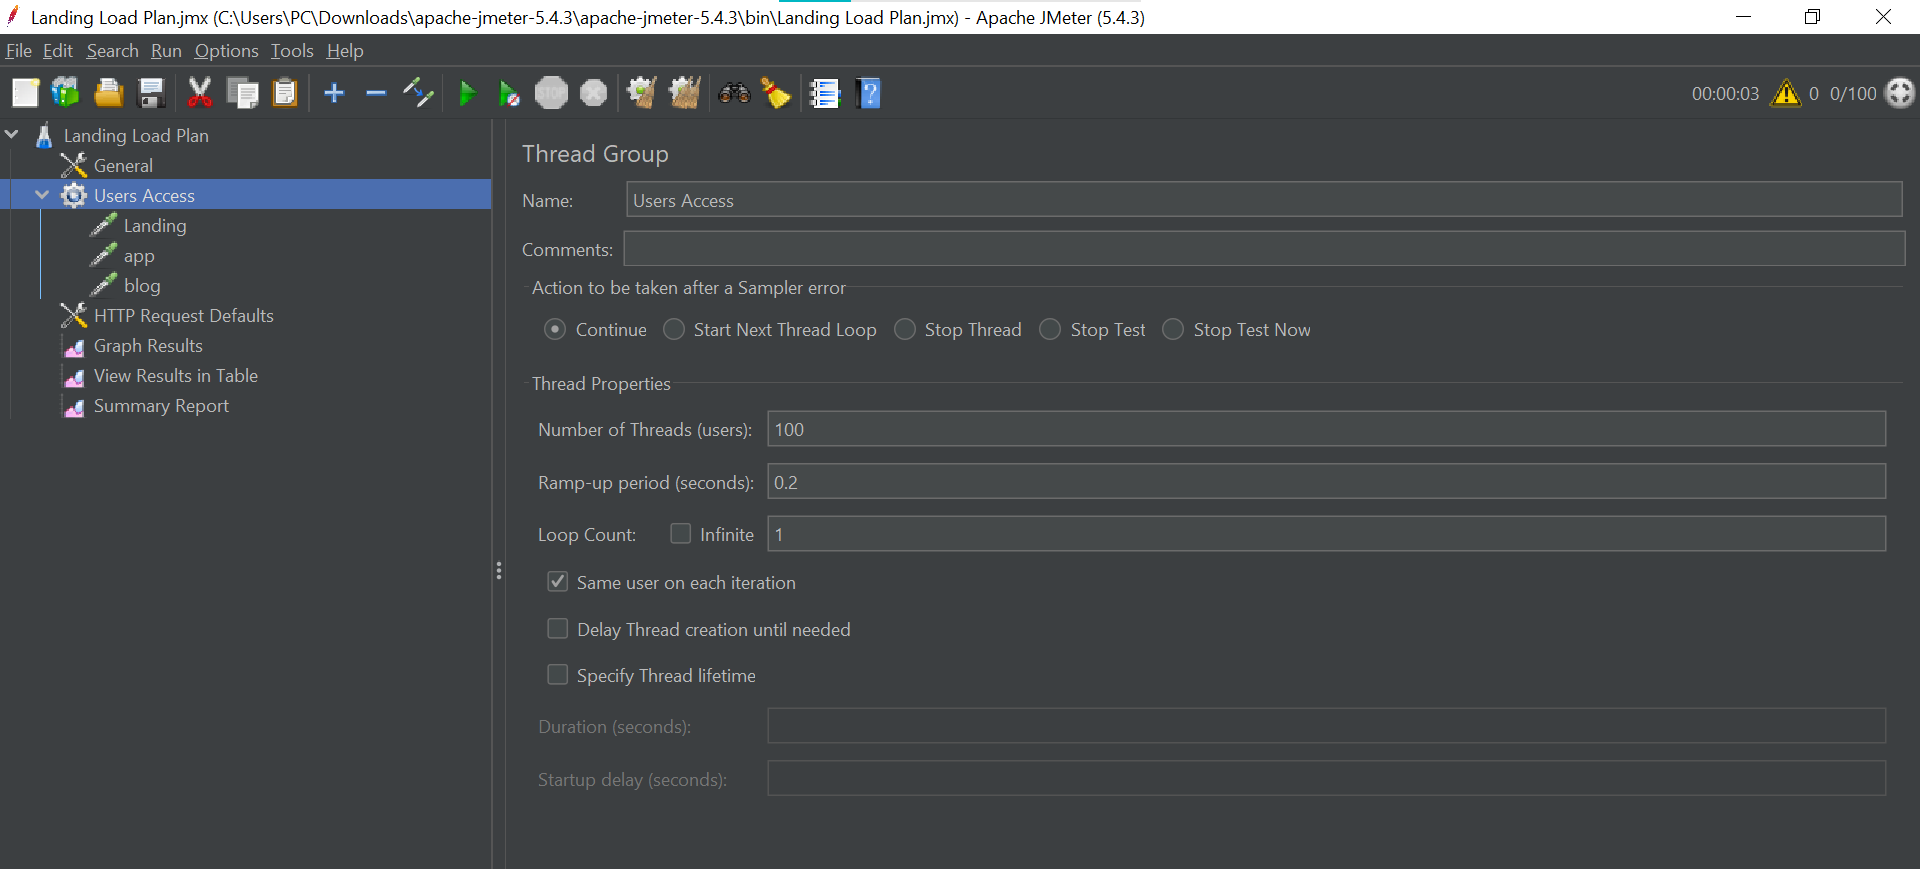 Landing Load Plan.jmx (C:\Users\PC\Downloads\apache-jmeter-5.4.3\apache-jmeter-5.4.3\bin\Landing Load Plan.jmx) - Apache JMeter (5.4.3)
File Edit Search Run Options Tools Help
STOP
?
00:00:03 0 0/100
Landing Load Plan
General
Users Access
Landing
app
blog
HTTP Request Defaults
Graph Results
View Results in Table
Summary Report
Thread Group
Name: Users Access
Comments:
Action to be taken after a Sampler error
Continue Start Next Thread Loop Stop Thread Stop Test Stop Test Now
Thread Properties
Number of Threads (users): 100
Ramp-up period (seconds): 0.2
Loop Count: Infinite 1
Same user on each iteration
Delay Thread creation until needed
Specify Thread lifetime
Duration (seconds):
Startup delay (seconds):